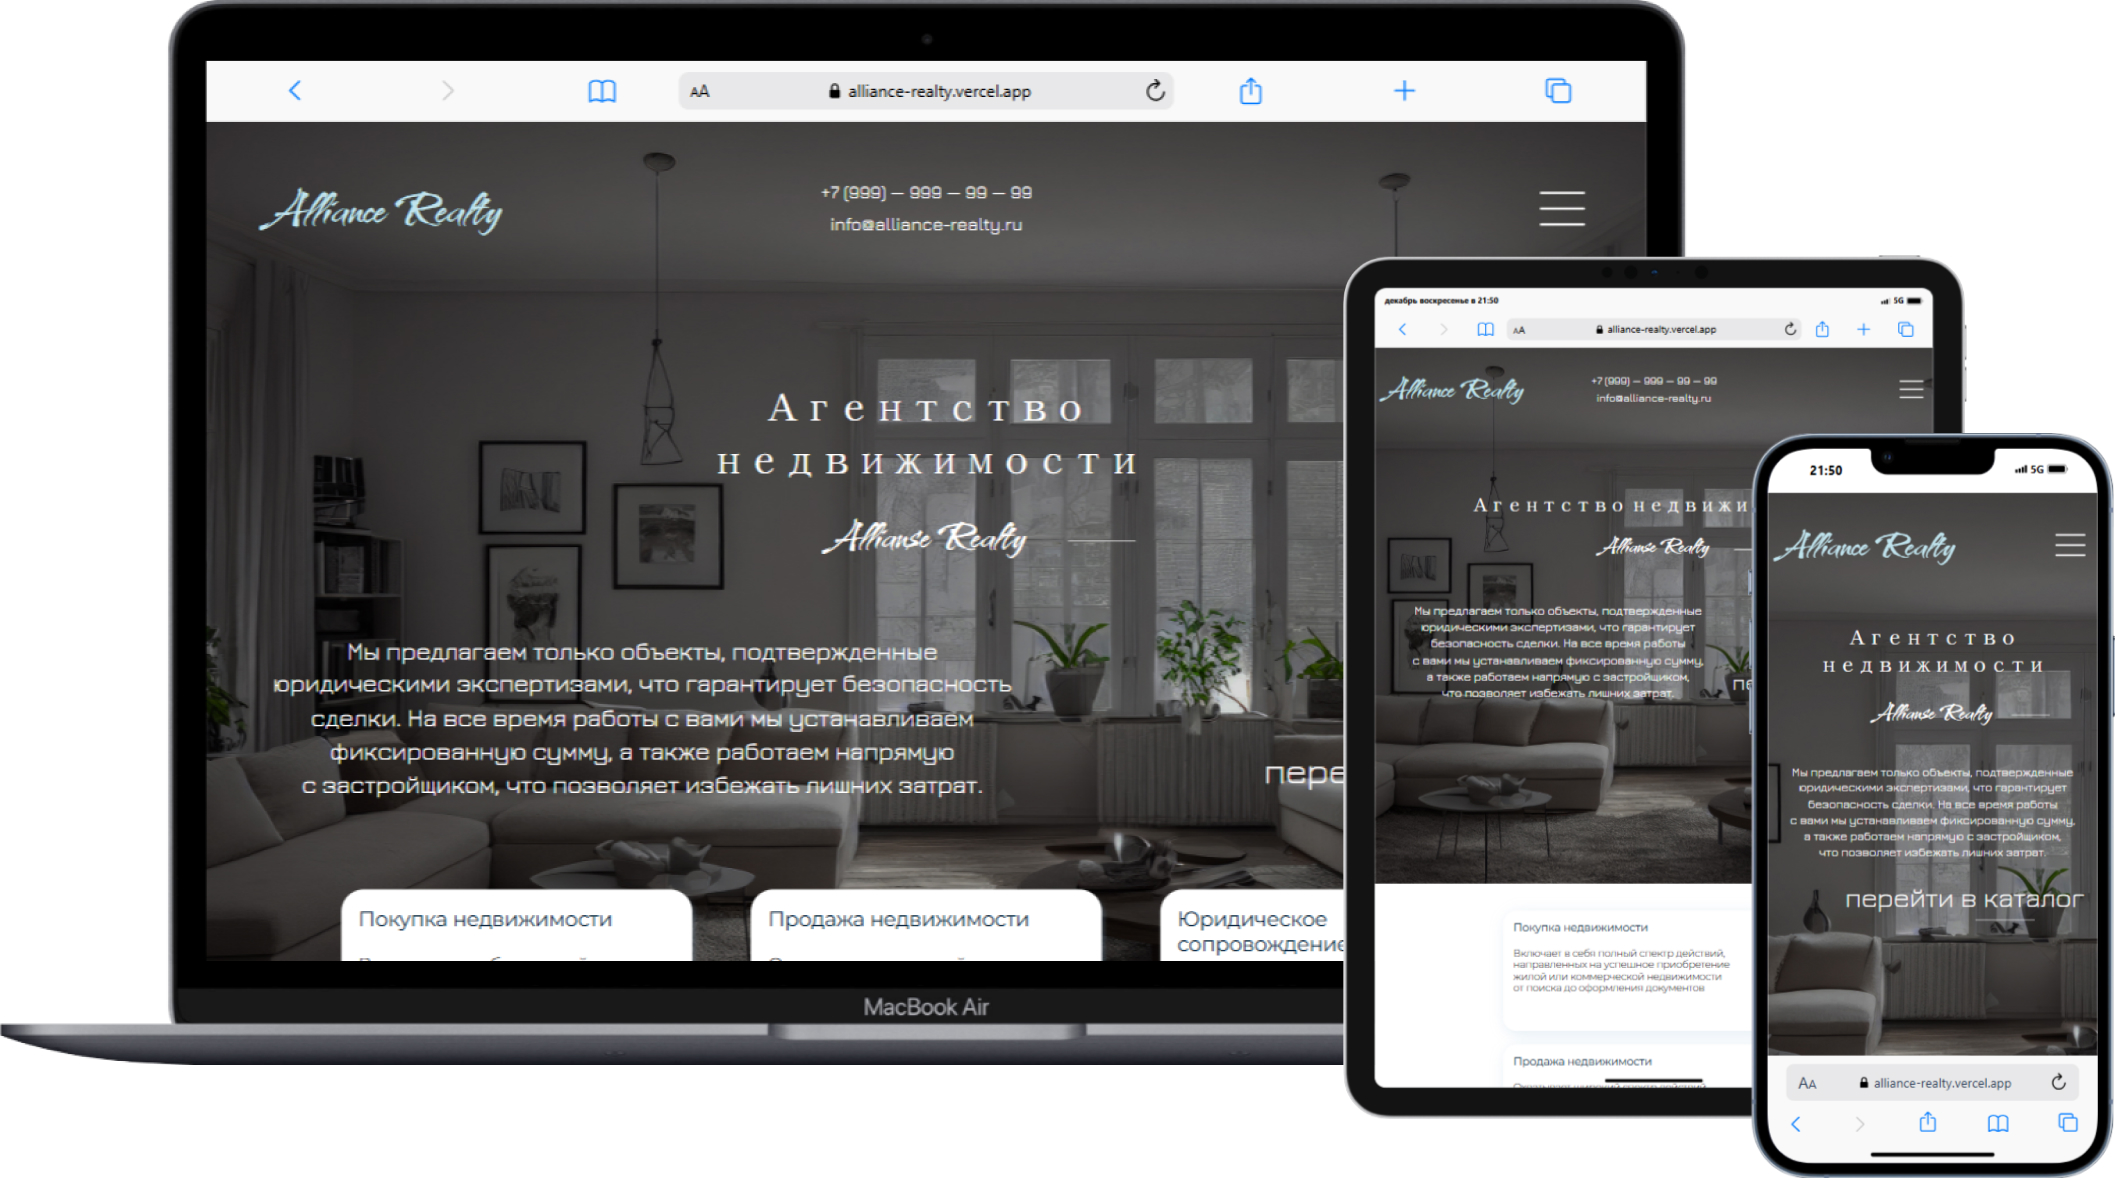 AA
alliance-realty.vercel.app
Alliance Realty
+7 (999) – 999 – 99 – 99
info@alliance-realty.ru
Агентство
недвижимости
Allianse Realty
Мы предлагаем только объекты, подтвержденные
юридическими экспертизами, что гарантирует безопасность
сделки. На все время работы с вами мы устанавливаем
фиксированную сумму, а также работаем напрямую
с застройщиком, что позволяет избежать лишних затрат.
пере
Покупка недвижимости
Продажа недвижимости
Юридическое
сопровождение
MacBook Air
декабрь воскресенье в 21:50
5G
AA
alliance-realty.vercel.app
Alliance Realty
+7 (999) – 999 – 99 – 99
info@alliance-realty.ru
Агентство недвижи
Allianse Realty
Мы предлагаем только объекты, подтвержденные
юридическими экспертизами, что гарантирует
безопасность сделки. На все время работы
с вами мы устанавливаем фиксированную сумму,
а также работаем напрямую с застройщиком,
что позволяет избежать лишних затрат.
пе
Покупка недвижимости
Включает в себя полный спектр действий,
направленных на успешное приобретение
жилой или коммерческой недвижимости
от поиска до оформления документов
Продажа недвижимости
21:50
5G
Alliance Realty
Агентство
недвижимости
Allianse Realty
Мы предлагаем только объекты, подтвержденные
юридическими экспертизами, что гарантирует
безопасность сделки. На все время работы
с вами мы устанавливаем фиксированную сумму,
а также работаем напрямую с застройщиком,
что позволяет избежать лишних затрат.
перейти в каталог
AA
alliance-realty.vercel.app